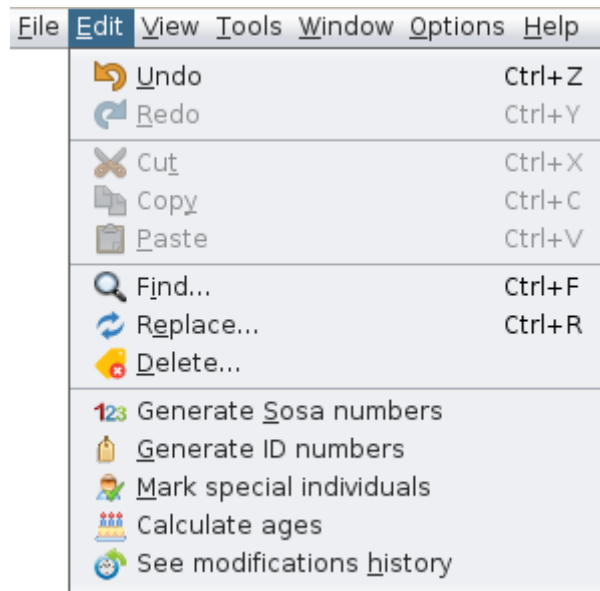 File Edit View Tools Window Options Help
Undo Ctrl+Z
Redo Ctrl+Y
Cut Ctrl+X
Copy Ctrl+C
Paste Ctrl+V
Find... Ctrl+F
Replace... Ctrl+R
Delete...
123 Generate Sosa numbers
Generate ID numbers
Mark special individuals
Calculate ages
See modifications history